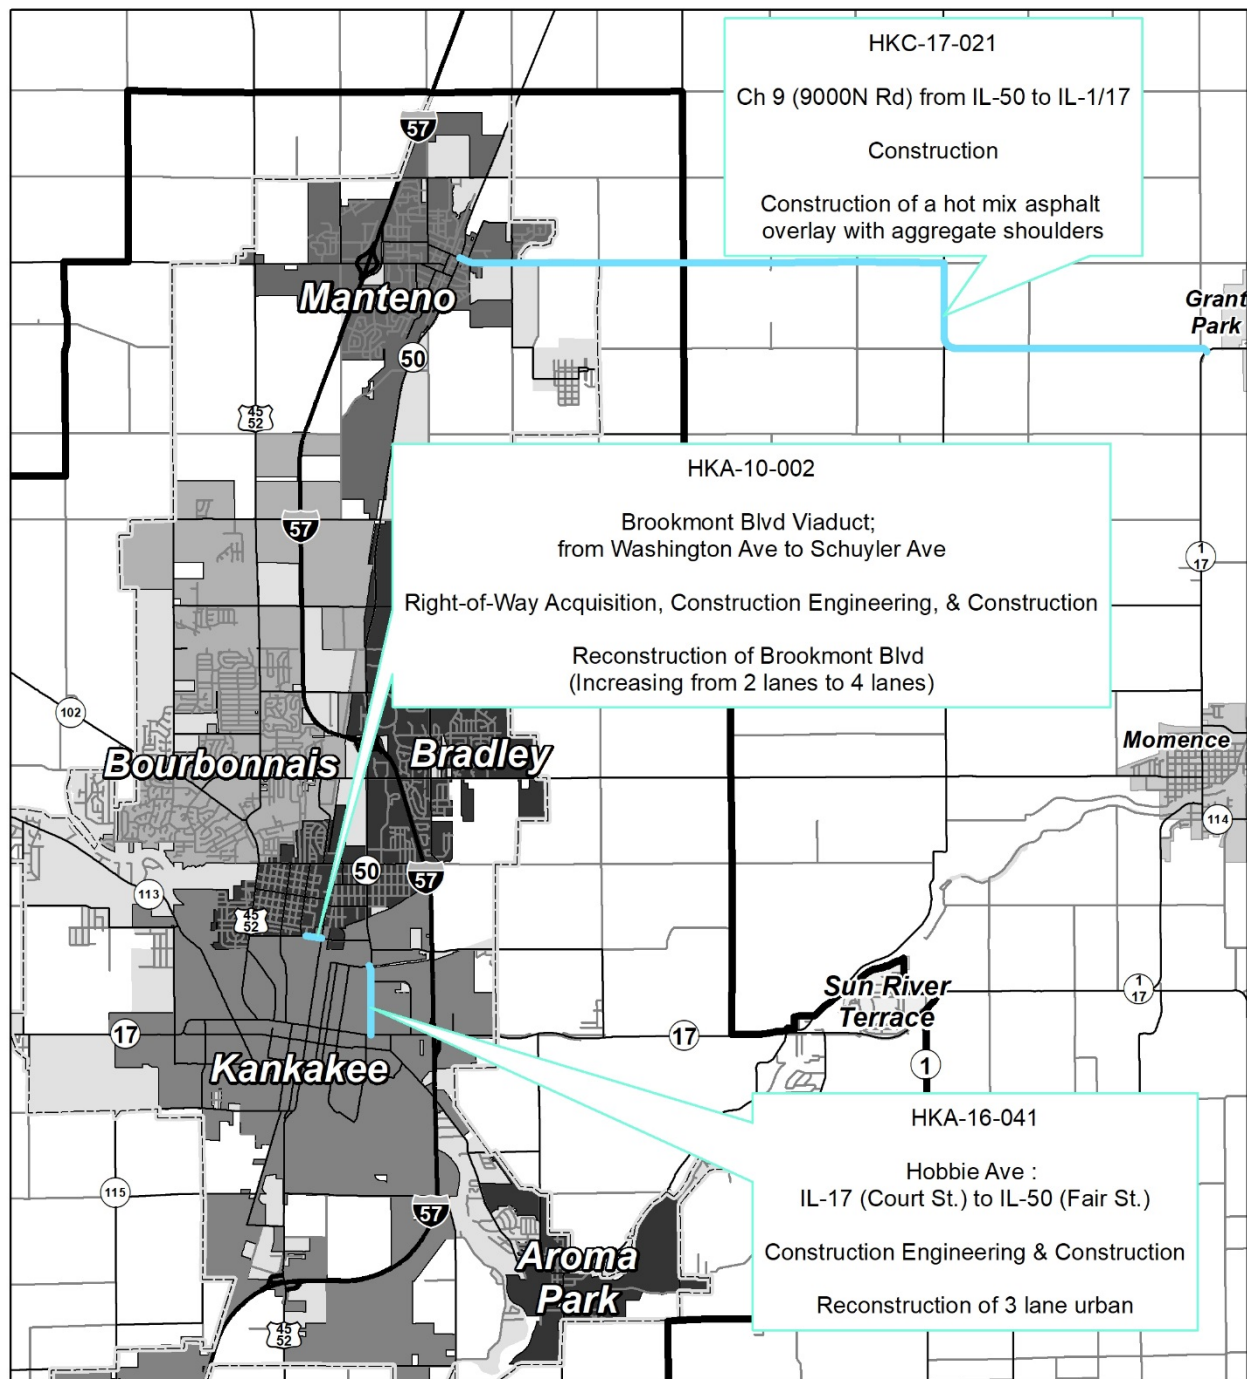 HKC-17-021
Ch 9 (9000N Rd) from IL-50 to IL-1/17
Construction
Construction of a hot mix asphalt
overlay with aggregate shoulders
57
Manteno
Grant
Park
50
45
52
HKA-10-002
Brookmont Blvd Viaduct;
from Washington Ave to Schuyler Ave
Right-of-Way Acquisition, Construction Engineering, & Construction
Reconstruction of Brookmont Blvd
(Increasing from 2 lanes to 4 lanes)
57
1
17
102
Bourbonnais
Bradley
Momence
114
113
50
57
45
52
Sun River
Terrace
1
17
17
17
Kankakee
1
HKA-16-041
Hobbie Ave :
IL-17 (Court St.) to IL-50 (Fair St.)
Construction Engineering & Construction
Reconstruction of 3 lane urban
115
57
Aroma
Park
45
52